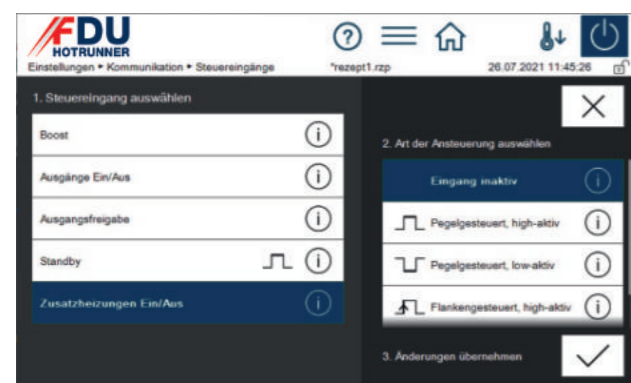 FDU
HOTRUNNER
Einstellungen Kommunikation Steuereingänge
*rezept1.rzp
26.07.2021 11:45:26
1. Steuereingang auswählen
Boost
Ausgänge Ein/Aus
Ausgangsfreigabe
Standby
Zusatzheizungen Ein/Aus
2. Art der Ansteuerung auswählen
Eingang inaktiv
Pegelgesteuert, high-aktiv
Pegelgesteuert, low-aktiv
Flankengesteuert, high-aktiv
3. Änderungen übernehmen